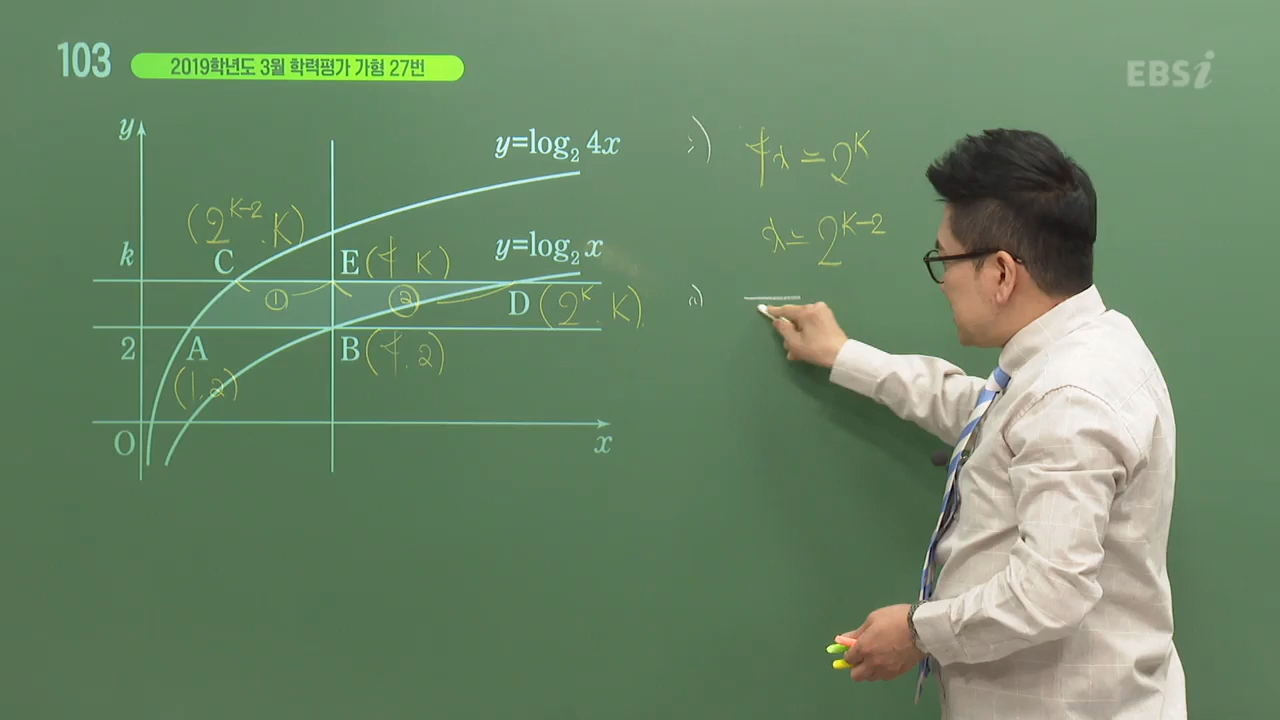 103
2019학년도 3월 학력평가 가형 27번
EBSi
y
y=log₂ 4x
(2^{K-2}, K)
k
C
E(4 K)
y=log₂ x
①
②
D (2^K, K)
2
A
B(4, 2)
(1, 2)
O
x
i)
4x = 2^K
x = 2^{K-2}
ii)